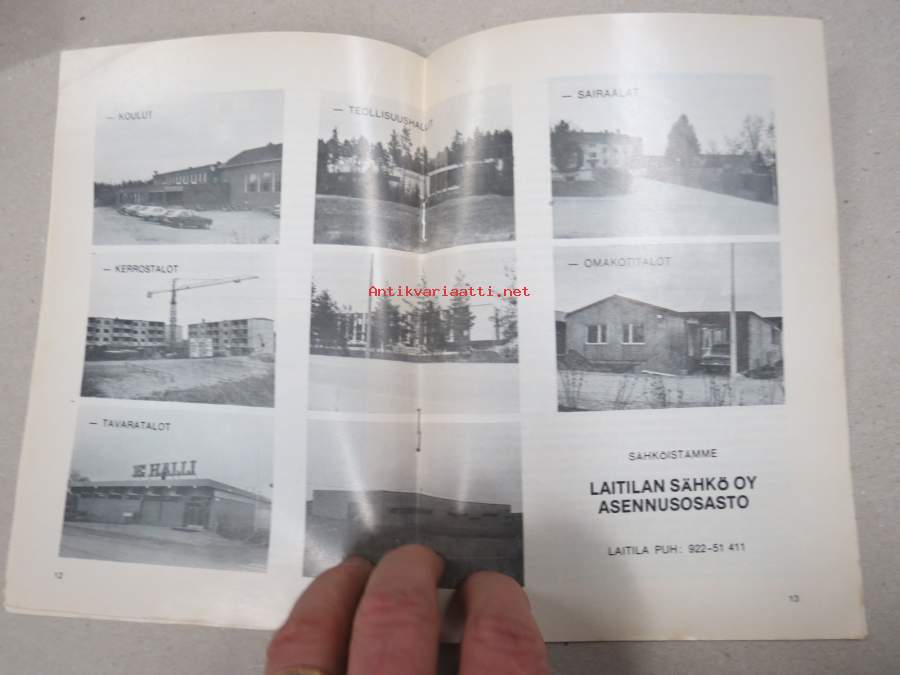 — KOULUT
— TEOLLISUUSHALLIT
— SAIRAALAT
— KERROSTALOT
— OMAKOTITALOT
Antikvariaatti.net
— TAVARATALOT
E HALLI
SÄHKÖISTÄMME
LAITILAN SÄHKÖ OY
ASENNUSOSASTO
LAITILA PUH: 922-51 411
12
13